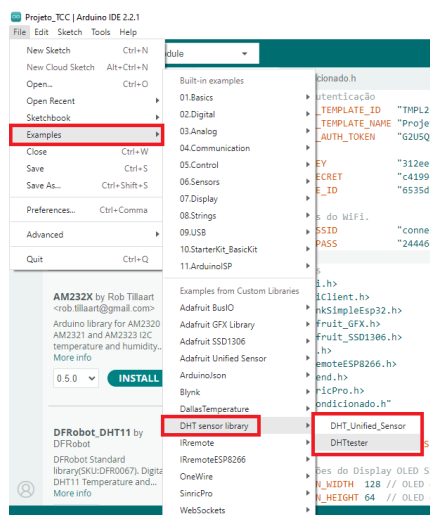 Projeto_TCC | Arduino IDE 2.2.1
File Edit Sketch Tools Help
New Sketch Ctrl+N
New Cloud Sketch Alt+Ctrl+N
Open... Ctrl+O
Open Recent
Sketchbook
Examples
Close Ctrl+W
Save Ctrl+S
Save As... Ctrl+Shift+S
Preferences... Ctrl+Comma
Advanced
Quit Ctrl+Q
dule
Built-in examples
01.Basics
02.Digital
03.Analog
04.Communication
05.Control
06.Sensors
07.Display
08.Strings
09.USB
10.StarterKit_BasicKit
11.ArduinoISP
Examples from Custom Libraries
Adafruit BusIO
Adafruit GFX Library
Adafruit SSD1306
Adafruit Unified Sensor
ArduinoJson
Blynk
DallasTemperature
DHT sensor library
IRremote
IRremoteESP8266
OneWire
SinricPro
WebSockets
DHT_Unified_Sensor
DHTtester
dicionado.h
utenticação
_TEMPLATE_ID "TMPL2
_TEMPLATE_NAME "Proje
_AUTH_TOKEN "G2U5Q
EY "312ee
ECRET "c4199
E_ID "6535d
s do WiFi.
SSID "conne
PASS "24446
s
i.h>
iClient.h>
nkSimpleEsp32.h>
fruit_GFX.h>
fruit_SSD1306.h>
.h>
emoteESP8266.h>
end.h>
ricPro.h>
ondicionado.h"
S
ões do Display OLED S
N_WIDTH 128 // OLED
N_HEIGHT 64 // OLED
AM232X by Rob Tillaart
<rob.tillaart@gmail.com>
Arduino library for AM2320
AM2321 and AM2323 I2C
temperature and humidity..
More info
0.5.0 INSTALL
DFRobot_DHT11 by
DFRobot
DFRobot Standard
library(SKU:DFR0067). Digita
DHT11 Temperature and...
More info